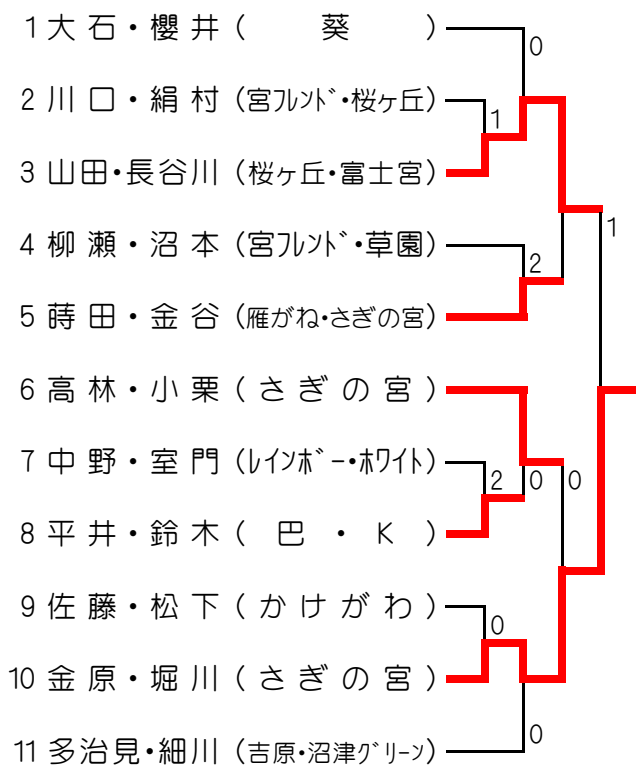 1 大石・櫻井 ( 葵 )
0
2 川口・絹村 (宮フレンド・桜ヶ丘)
1
3 山田・長谷川 (桜ヶ丘・富士宮)
1
4 柳瀬・沼本 (宮フレンド・草園)
2
5 蒔田・金谷 (雁がね・さぎの宮)
6 高林・小栗 (さぎの宮)
7 中野・室門 (レインボー・ホワイト)
2 0 0
8 平井・鈴木 ( 巴 ・ K )
9 佐藤・松下 (かけがわ)
0
10 金原・堀川 (さぎの宮)
0
11 多治見・細川 (吉原・沼津グリーン)